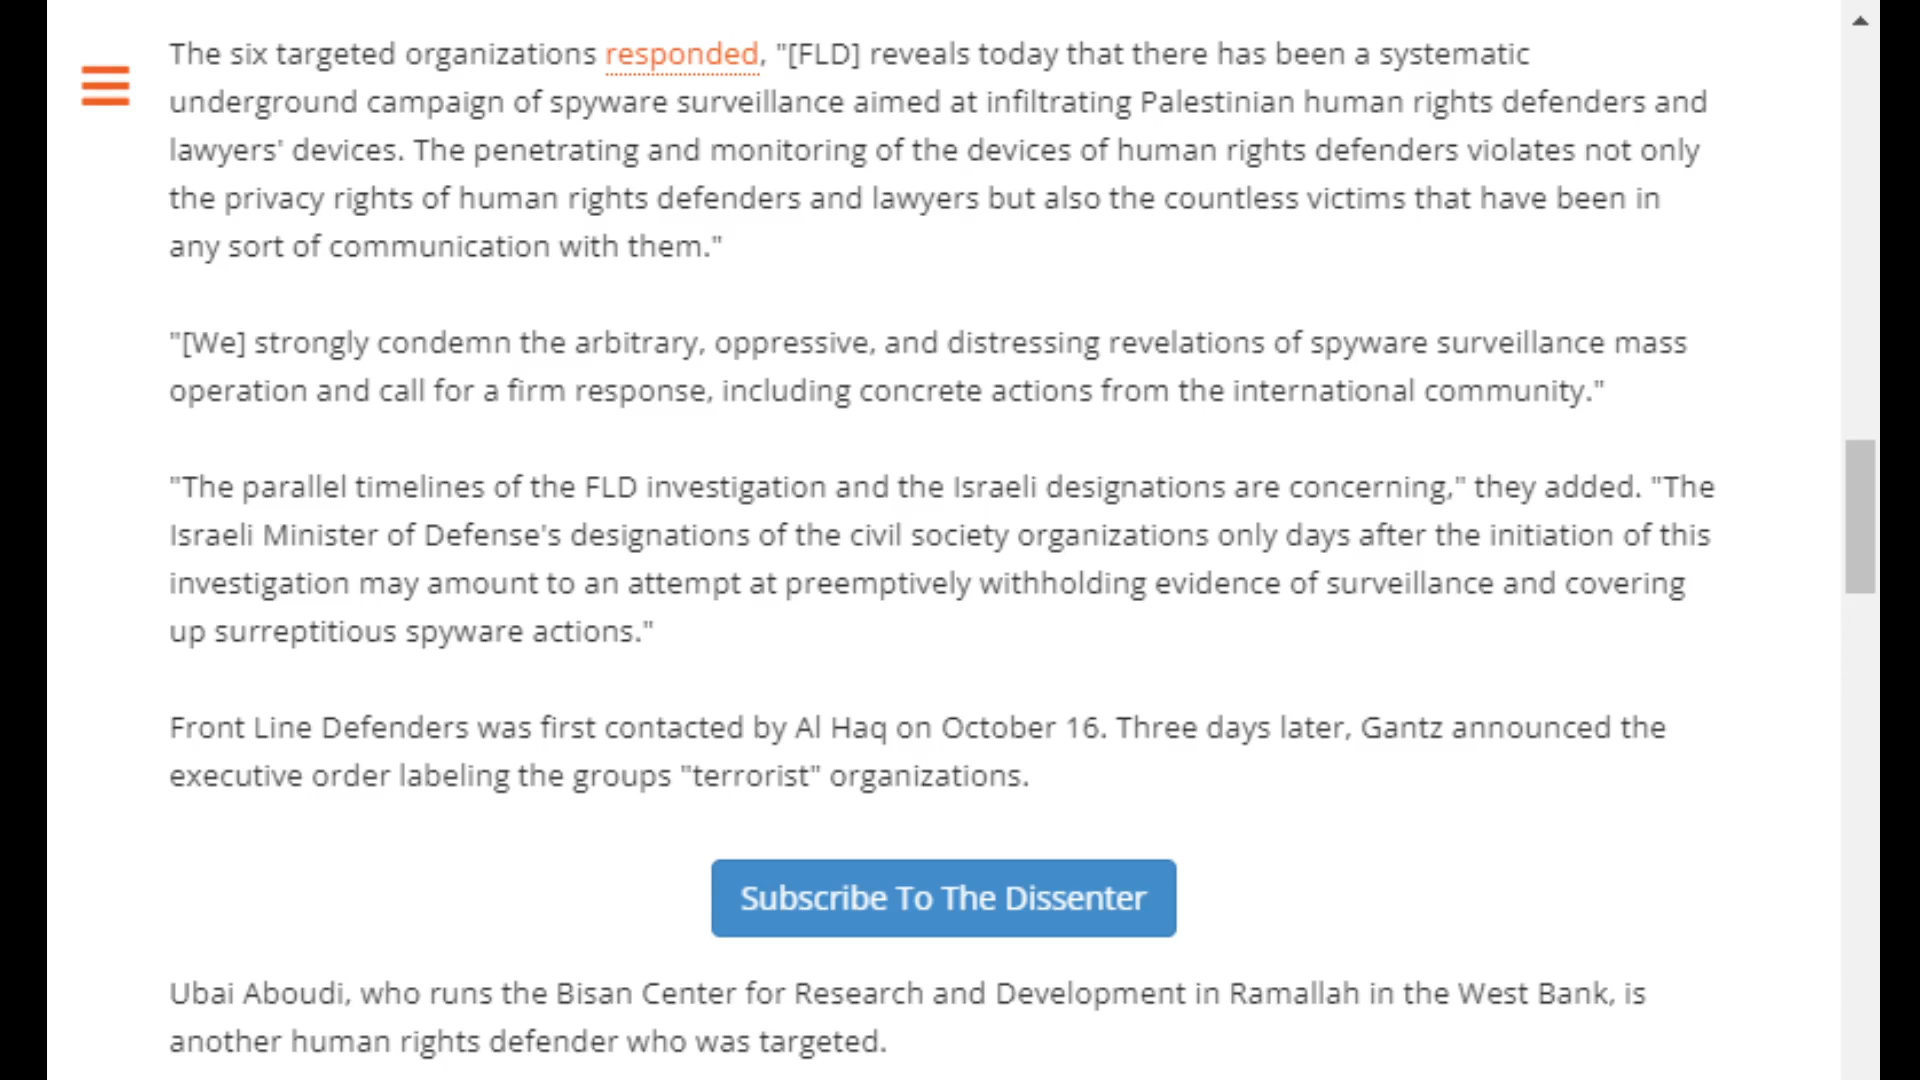 The six targeted organizations responded, "[FLD] reveals today that there has been a systematic
underground campaign of spyware surveillance aimed at infiltrating Palestinian human rights defenders and
lawyers' devices. The penetrating and monitoring of the devices of human rights defenders violates not only
the privacy rights of human rights defenders and lawyers but also the countless victims that have been in
any sort of communication with them."
"[We] strongly condemn the arbitrary, oppressive, and distressing revelations of spyware surveillance mass
operation and call for a firm response, including concrete actions from the international community."
"The parallel timelines of the FLD investigation and the Israeli designations are concerning," they added. "The
Israeli Minister of Defense's designations of the civil society organizations only days after the initiation of this
investigation may amount to an attempt at preemptively withholding evidence of surveillance and covering
up surreptitious spyware actions."
Front Line Defenders was first contacted by Al Haq on October 16. Three days later, Gantz announced the
executive order labeling the groups "terrorist" organizations.
Subscribe To The Dissenter
Ubai Aboudi, who runs the Bisan Center for Research and Development in Ramallah in the West Bank, is
another human rights defender who was targeted.